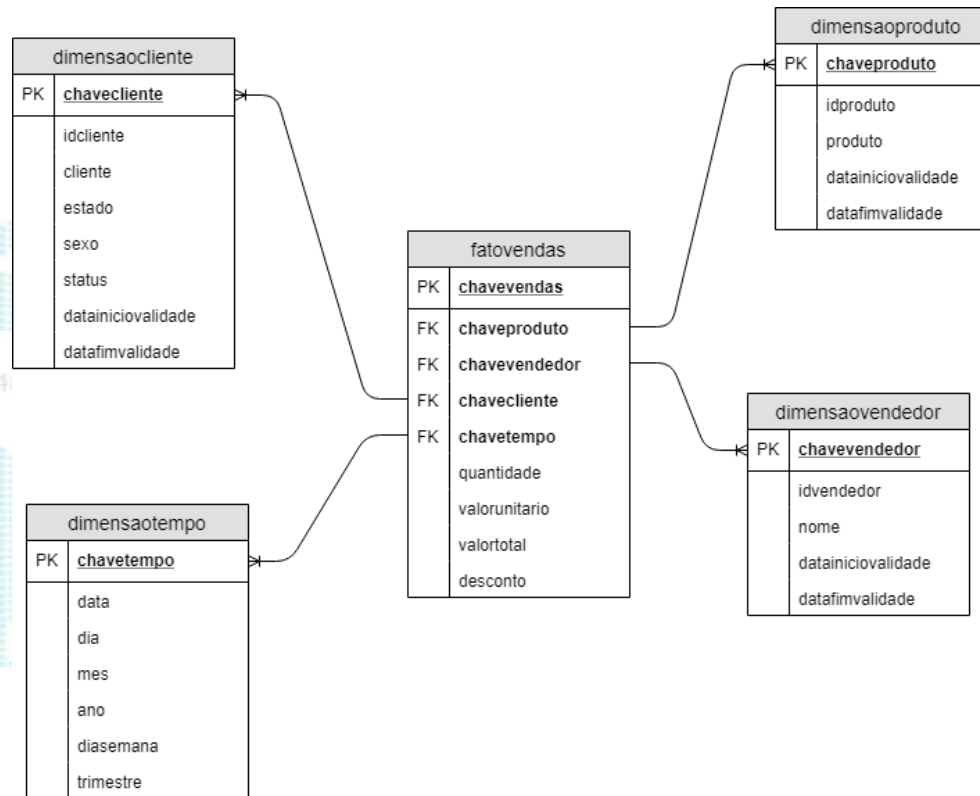 dimensaocliente
PK chavecliente
idcliente
cliente
estado
sexo
status
datainiciovalidade
datafimvalidade
dimensaoproduto
PK chaveproduto
idproduto
produto
datainiciovalidade
datafimvalidade
fatovendas
PK chavevendas
FK chaveproduto
FK chavevendedor
FK chavecliente
FK chavetempo
quantidade
valorunitario
valortotal
desconto
dimensaovendedor
PK chavevendedor
idvendedor
nome
datainiciovalidade
datafimvalidade
dimensaotempo
PK chavetempo
data
dia
mes
ano
diasemana
trimestre